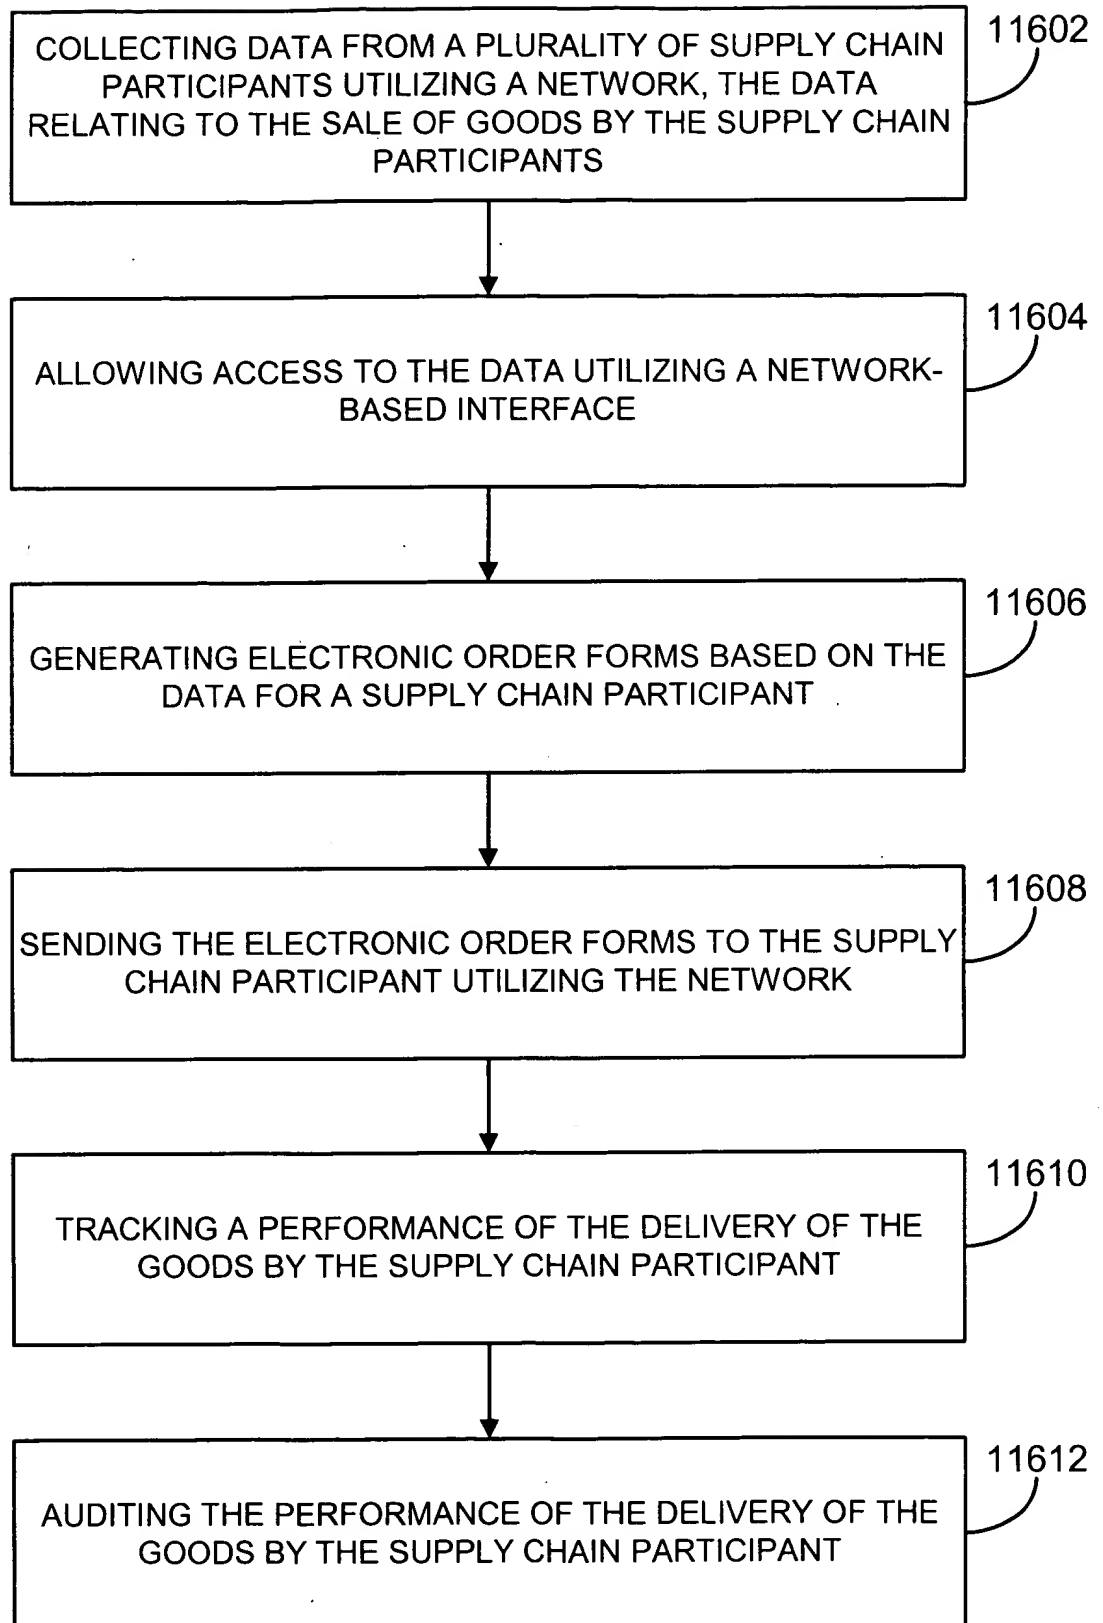 COLLECTING DATA FROM A PLURALITY OF SUPPLY CHAIN
PARTICIPANTS UTILIZING A NETWORK, THE DATA
RELATING TO THE SALE OF GOODS BY THE SUPPLY CHAIN
PARTICIPANTS
11602
ALLOWING ACCESS TO THE DATA UTILIZING A NETWORK-
BASED INTERFACE
11604
GENERATING ELECTRONIC ORDER FORMS BASED ON THE
DATA FOR A SUPPLY CHAIN PARTICIPANT
11606
SENDING THE ELECTRONIC ORDER FORMS TO THE SUPPLY
CHAIN PARTICIPANT UTILIZING THE NETWORK
11608
TRACKING A PERFORMANCE OF THE DELIVERY OF THE
GOODS BY THE SUPPLY CHAIN PARTICIPANT
11610
AUDITING THE PERFORMANCE OF THE DELIVERY OF THE
GOODS BY THE SUPPLY CHAIN PARTICIPANT
11612